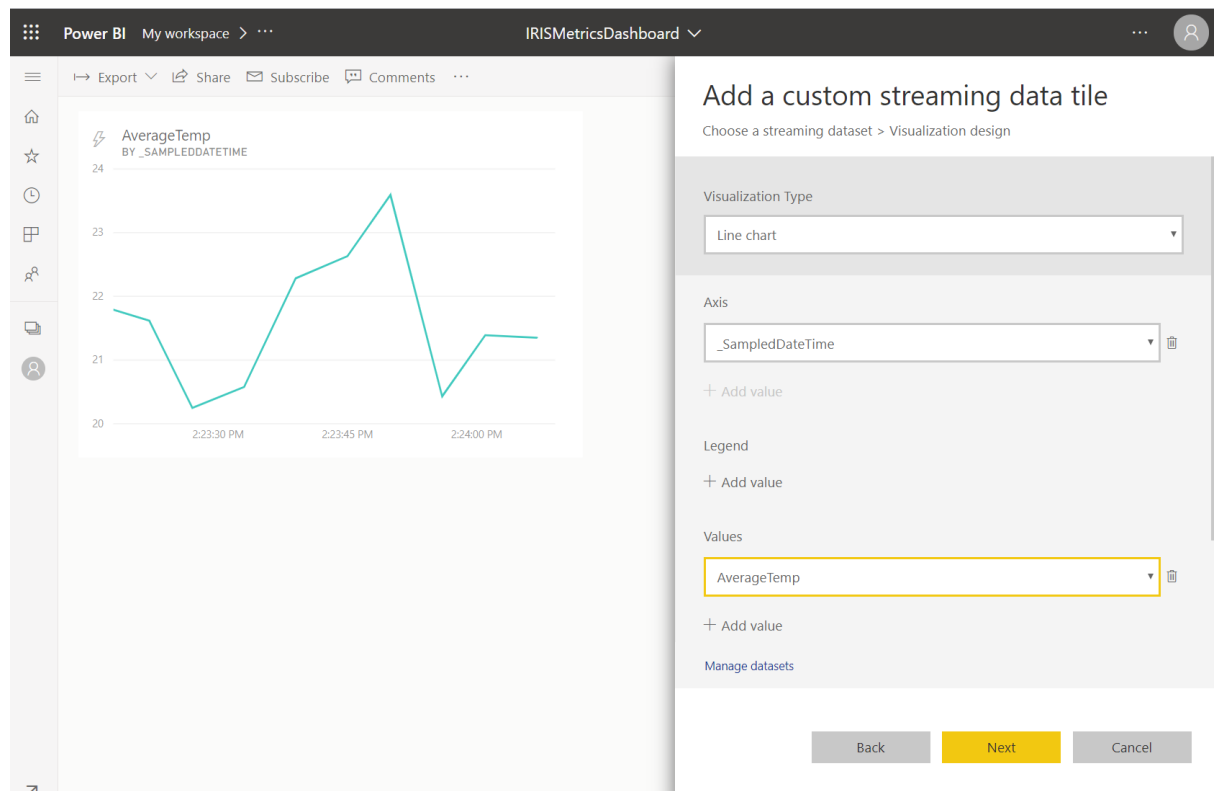 Power BI My workspace > ··· IRISMetricsDashboard ···
Export Share Subscribe Comments ···
AverageTemp
BY _SAMPLEDDATETIME
24
23
22
21
20
2:23:30 PM 2:23:45 PM 2:24:00 PM
Add a custom streaming data tile
Choose a streaming dataset > Visualization design
Visualization Type
Line chart
Axis
_SampledDateTime
+ Add value
Legend
+ Add value
Values
AverageTemp
+ Add value
Manage datasets
Back Next Cancel